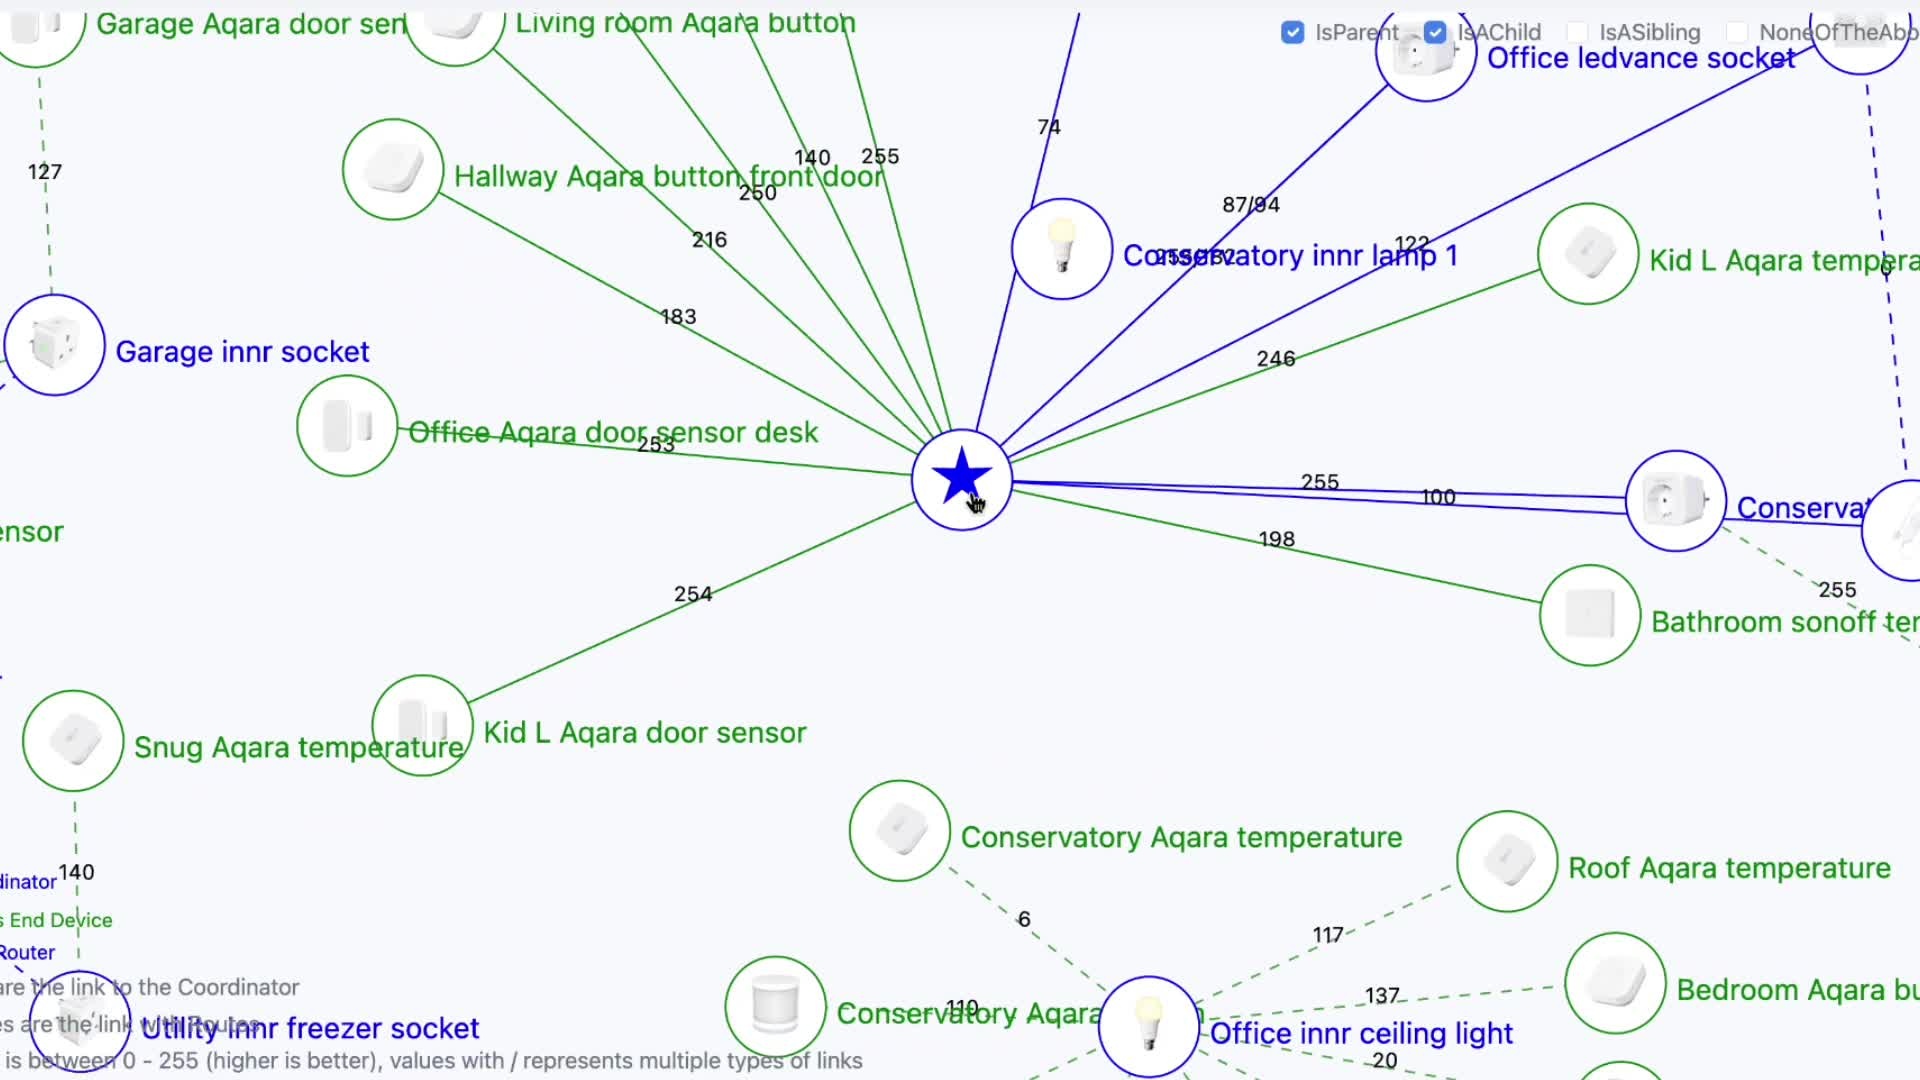 Garage Aqara door sen
Living room Aqara button
IsParent
IsAChild
IsASibling
NoneOfTheAbo
Office ledvance socket
74
127
140
255
Hallway Aqara button front door
250
87/94
216
122
Conservatory innr lamp 1
Kid L Aqara tempera
0
183
Garage innr socket
246
Office Aqara door sensor desk
253
255
100
Conservat
ensor
198
254
255
Bathroom sonoff ter
Snug Aqara temperature
Kid L Aqara door sensor
Conservatory Aqara temperature
Roof Aqara temperature
dinator
140
6
s End Device
117
Router
are the link to the Coordinator
137
Bedroom Aqara bu
Conservatory Aqara
110
n
es are the link with Routes
Utility innr freezer socket
Office innr ceiling light
is between 0 - 255 (higher is better), values with / represents multiple types of links
20